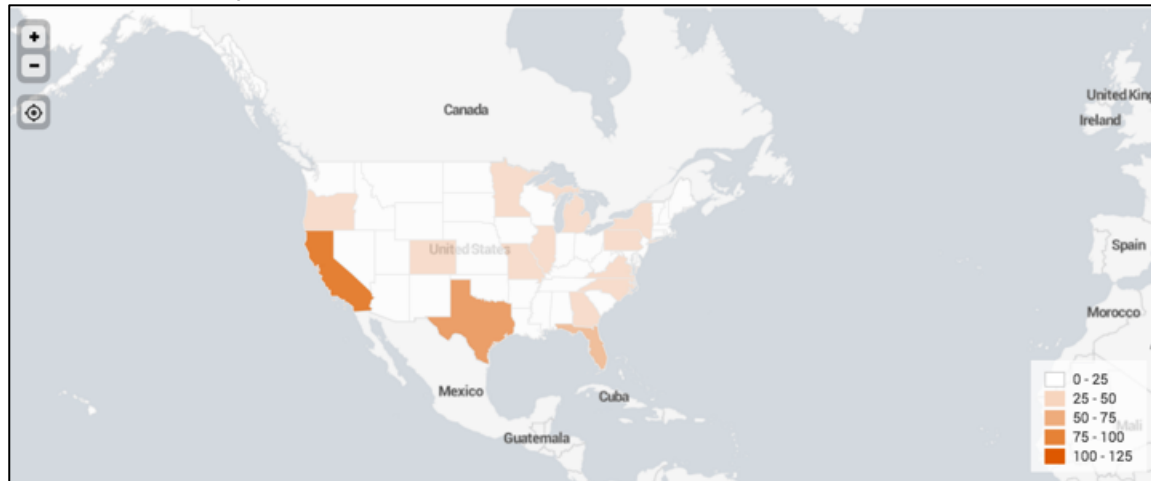 +
-
Canada
United King
Ireland
United States
Spain
Morocco
Mexico
Cuba
Mali
Guatemala
0 - 25
25 - 50
50 - 75
75 - 100
100 - 125